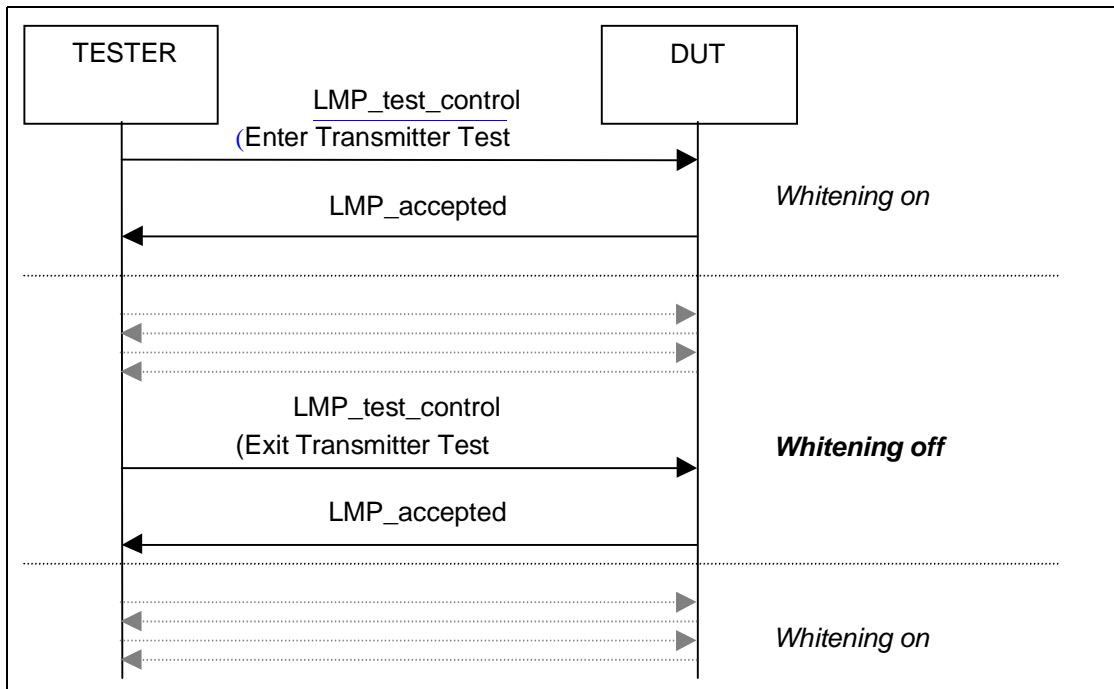 TESTER
DUT
LMP_test_control
(Enter Transmitter Test
Whitening on
LMP_accepted
LMP_test_control
(Exit Transmitter Test
Whitening off
LMP_accepted
Whitening on